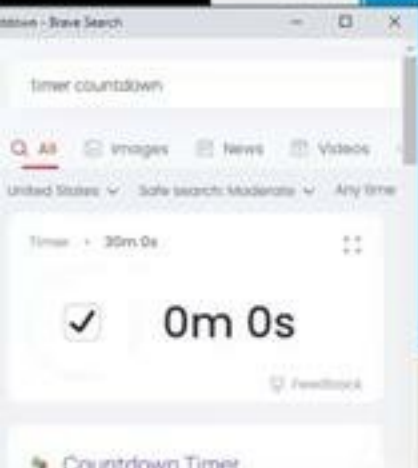 tdown - Brave Search
timer countdown
All Images News Videos
United States Safe search: Moderate Any time
Timer • 30m 0s
0m 0s
Feedback
Countdown Timer